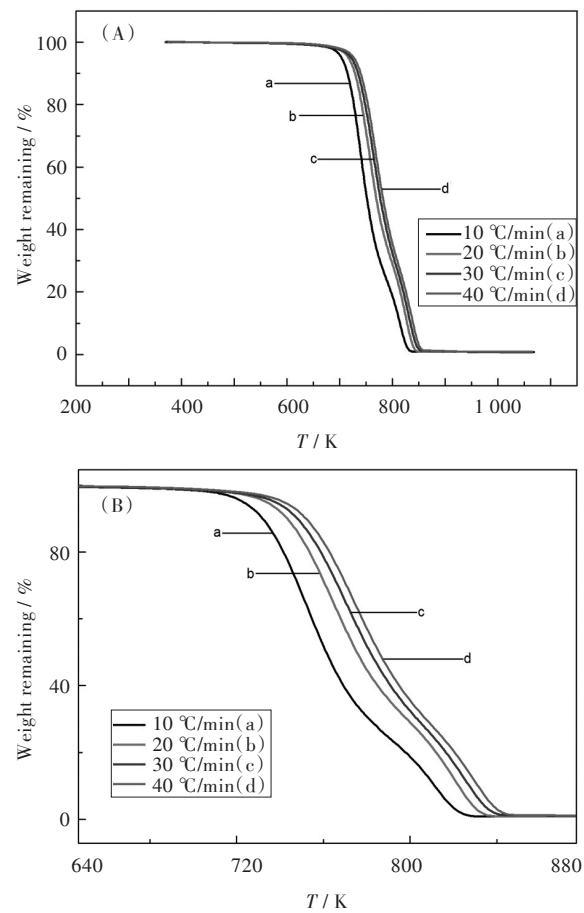 (A)
100
80
60
40
20
0
Weight remaining / %
a
b
c
d
10 ℃/min(a)
20 ℃/min(b)
30 ℃/min(c)
40 ℃/min(d)
200 400 600 800 1 000
T / K
(B)
80
40
0
Weight remaining / %
a
b
c
d
10 ℃/min(a)
20 ℃/min(b)
30 ℃/min(c)
40 ℃/min(d)
640 720 800 880
T / K